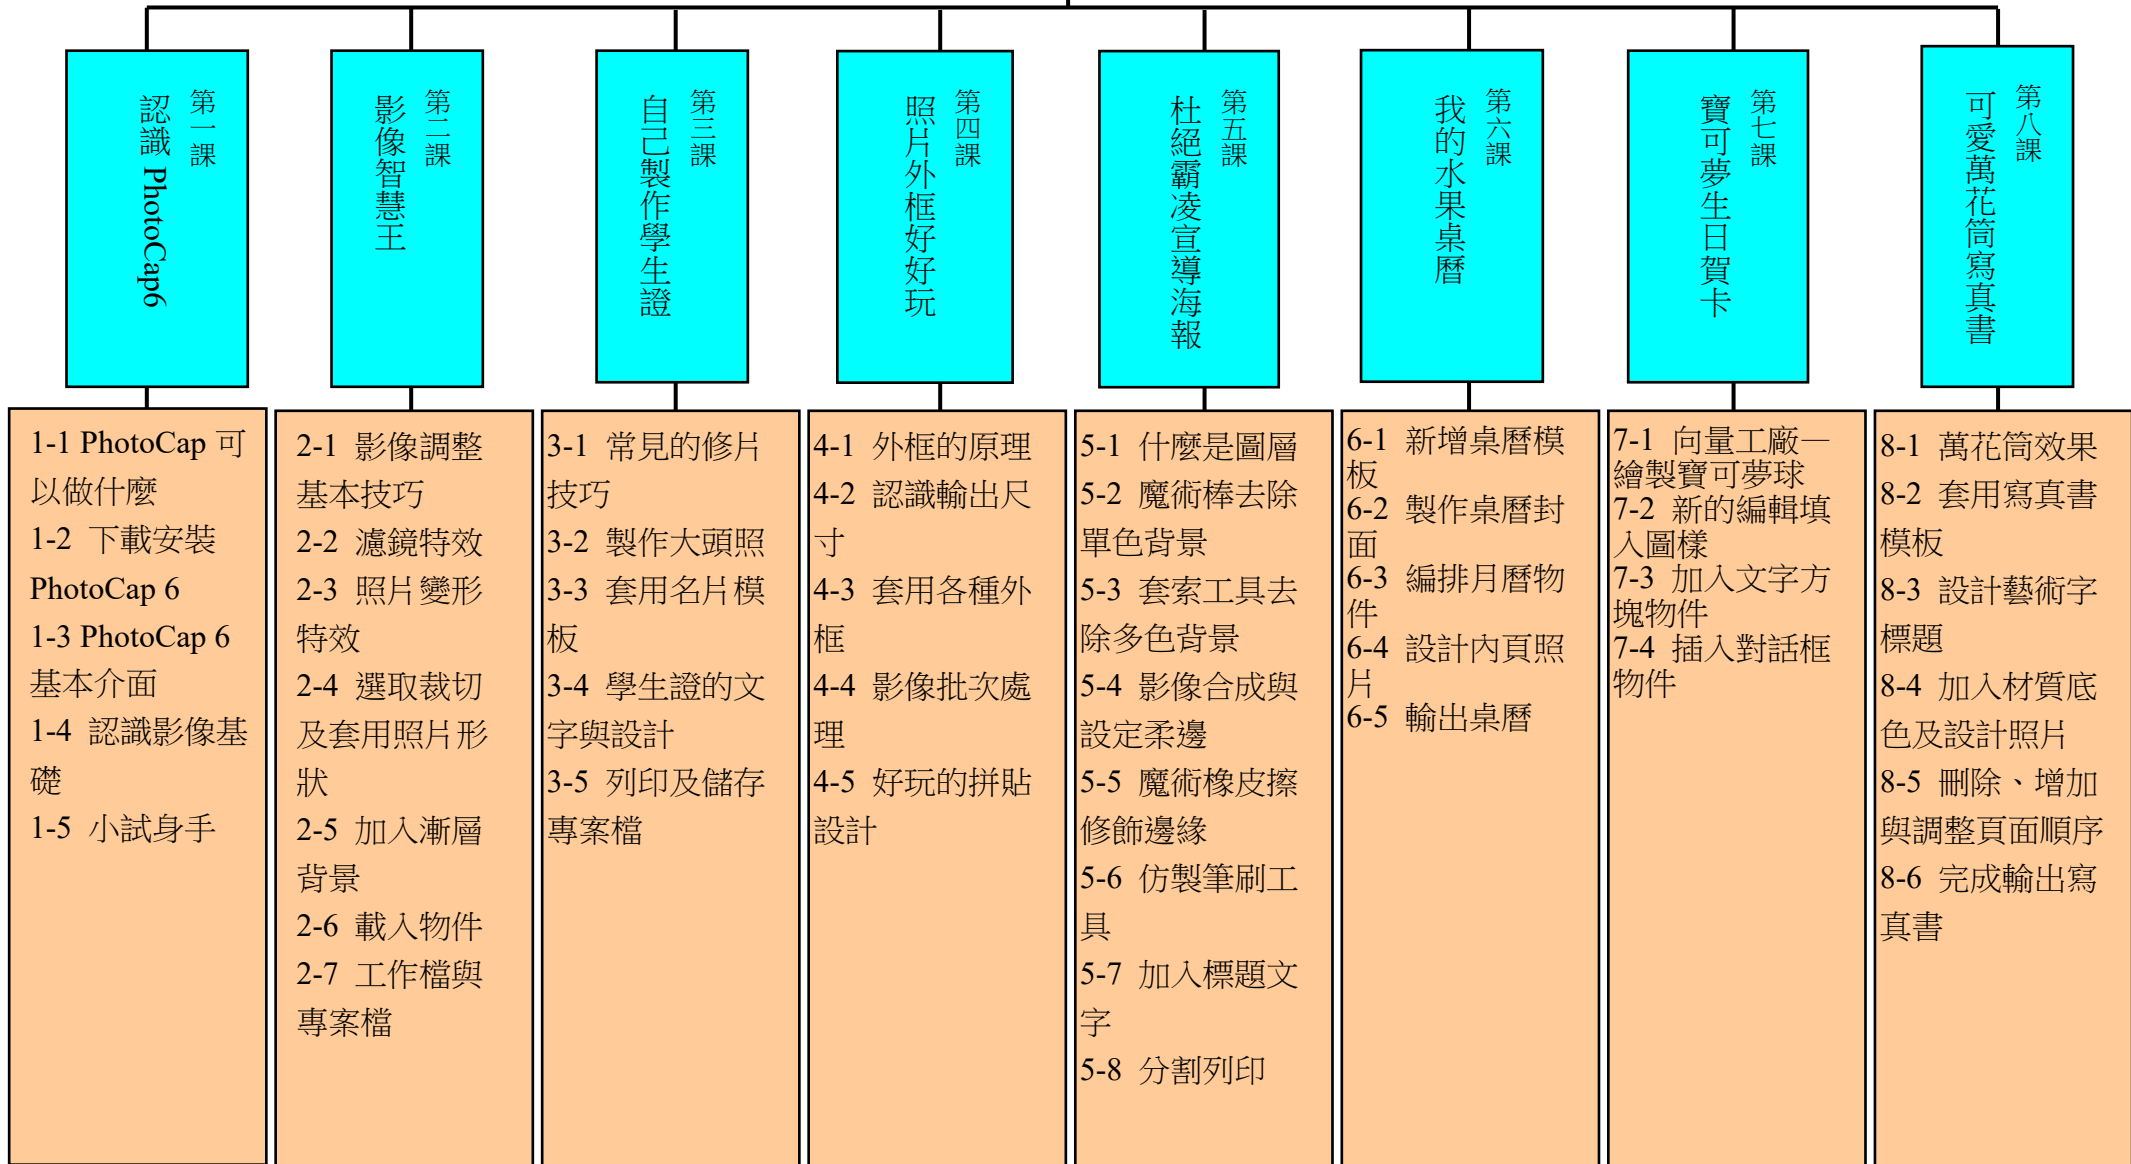 第一課
認識 PhotoCap6
第二課
影像智慧王
第三課
自己製作學生證
第四課
照片外框好好玩
第五課
杜絕霸凌宣導海報
第六課
我的水果桌曆
第七課
寶可夢生日賀卡
第八課
可愛萬花筒寫真書
1-1 PhotoCap 可
以做什麼
1-2 下載安裝
PhotoCap 6
1-3 PhotoCap 6
基本介面
1-4 認識影像基
礎
1-5 小試身手
2-1 影像調整
基本技巧
2-2 濾鏡特效
2-3 照片變形
特效
2-4 選取裁切
及套用照片形
狀
2-5 加入漸層
背景
2-6 載入物件
2-7 工作檔與
專案檔
3-1 常見的修片
技巧
3-2 製作大頭照
3-3 套用名片模
板
3-4 學生證的文
字與設計
3-5 列印及儲存
專案檔
4-1 外框的原理
4-2 認識輸出尺
寸
4-3 套用各種外
框
4-4 影像批次處
理
4-5 好玩的拼貼
設計
5-1 什麼是圖層
5-2 魔術棒去除
單色背景
5-3 套索工具去
除多色背景
5-4 影像合成與
設定柔邊
5-5 魔術橡皮擦
修飾邊緣
5-6 仿製筆刷工
具
5-7 加入標題文
字
5-8 分割列印
6-1 新增桌曆模
板
6-2 製作桌曆封
面
6-3 編排月曆物
件
6-4 設計內頁照
片
6-5 輸出桌曆
7-1 向量工廠—
繪製寶可夢球
7-2 新的編輯填
入圖樣
7-3 加入文字方
塊物件
7-4 插入對話框
物件
8-1 萬花筒效果
8-2 套用寫真書
模板
8-3 設計藝術字
標題
8-4 加入材質底
色及設計照片
8-5 刪除、增加
與調整頁面順序
8-6 完成輸出寫
真書